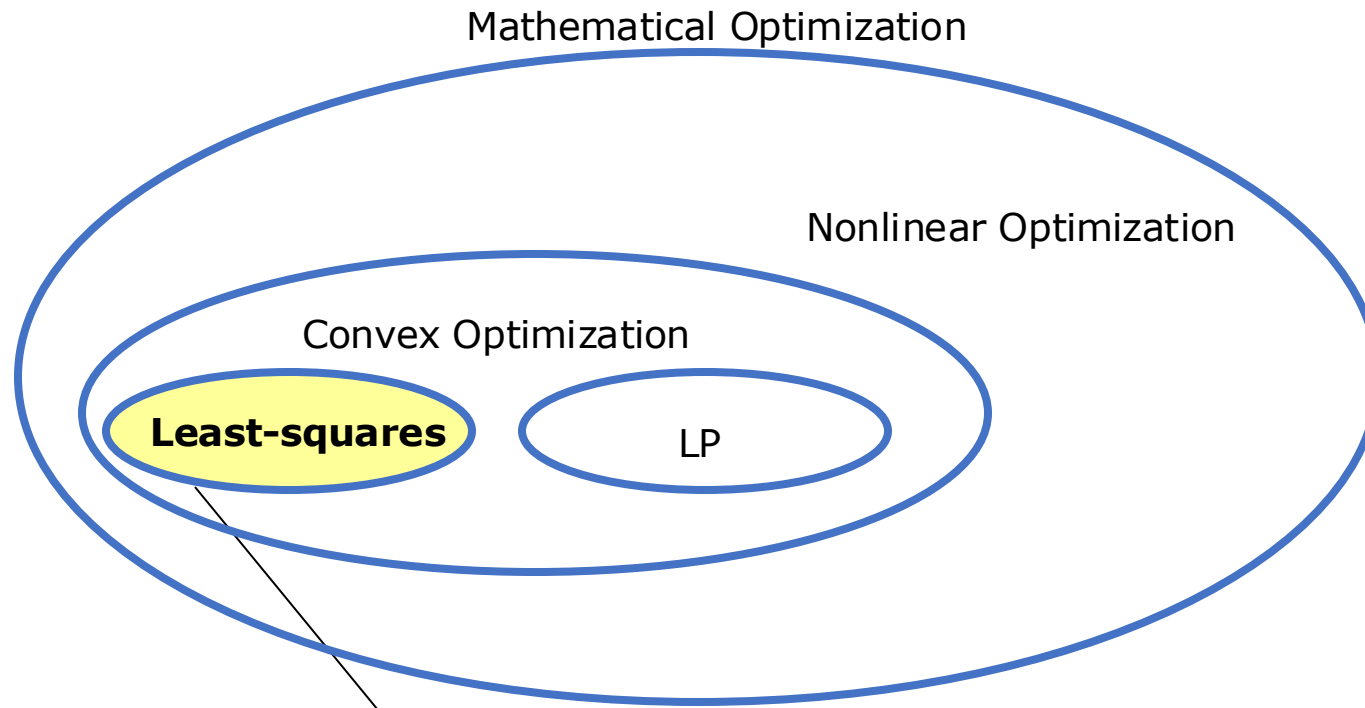 Mathematical Optimization
Nonlinear Optimization
Convex Optimization
Least-squares
LP